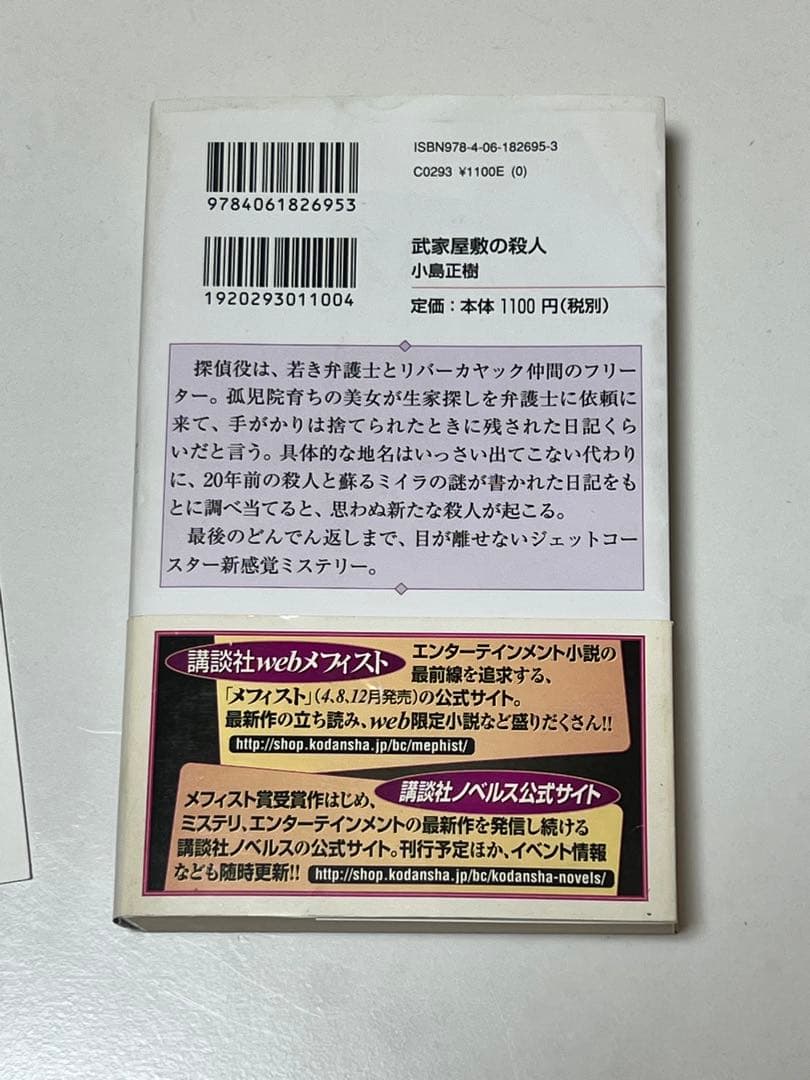 ISBN978-4-06-182695-3
C0293 ¥1100E (0)
9784061826953
1920293011004
武家屋敷の殺人
小島正樹
定価：本体1100円（税別）
探偵役は、若き弁護士とリバーカヤック仲間のフリー
ター。孤児院育ちの美女が生家探しを弁護士に依頼に
来て、手がかりは捨てられたときに残された日記くら
いだと言う。具体的な地名はいっさい出てこない代わり
に、20年前の殺人と蘇るミイラの謎が書かれた日記をも
とに調べ当てると、思わぬ新たな殺人が起こる。
最後のどんでん返しまで、目が離せないジェットコー
スター新感覚ミステリー。
講談社webメフィスト
エンターテインメント小説の
最前線を追求する、
「メフィスト」（4、8、12月発売）の公式サイト。
最新作の立ち読み、web限定小説など盛りだくさん!!
http://shop.kodansha.jp/bc/mephist/
講談社ノベルス公式サイト
メフィスト賞受賞作はじめ、
ミステリ、エンターテインメントの最新作を発信し続ける
講談社ノベルスの公式サイト。刊行予定ほか、イベント情報
なども随時更新!! http://shop.kodansha.jp/bc/kodansha-novels/